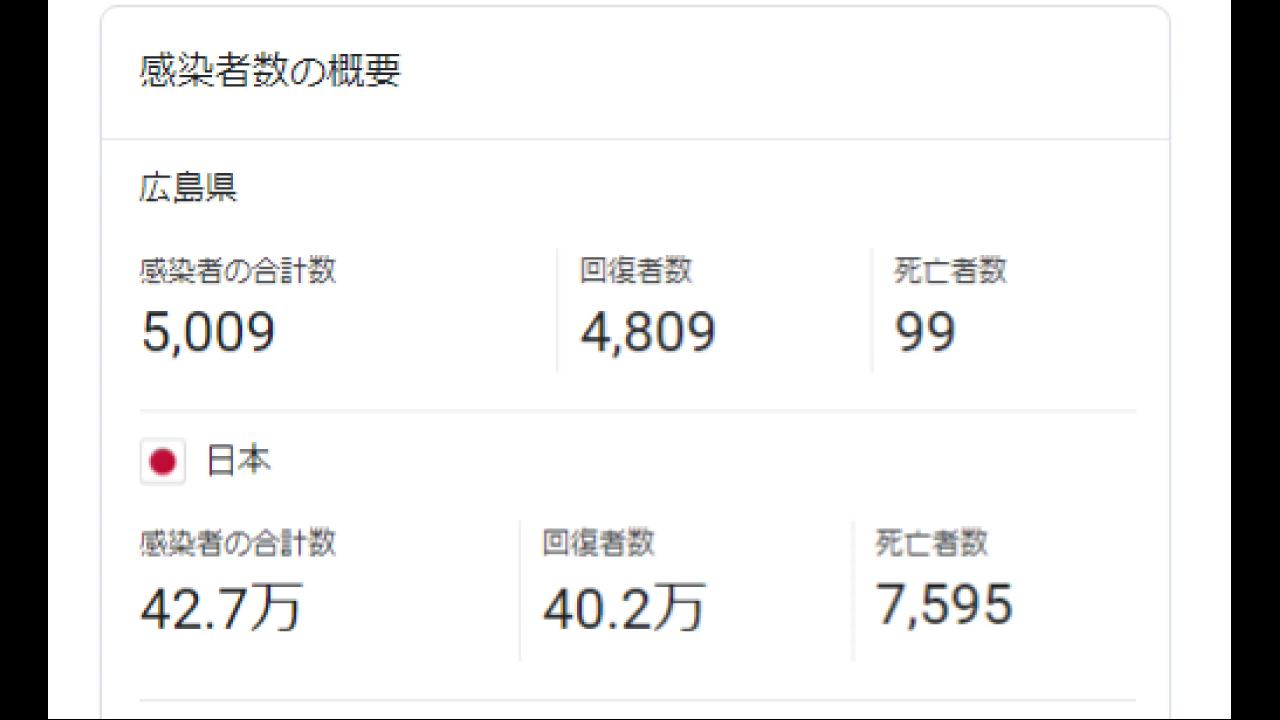 感染者数の概要
広島県
感染者の合計数 回復者数 死亡者数
5,009 4,809 99
日本
感染者の合計数 回復者数 死亡者数
42.7万 40.2万 7,595